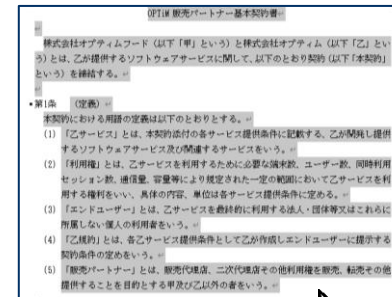 OPTiM 販売パートナー基本契約書
株式会社オプティムフード（以下「甲」という）と株式会社オプティム（以下「乙」とい
う）とは、乙が提供するソフトウェアサービスに関して、以下のとおり契約（以下「本契約」
という）を締結する。
第1条 （定義）
本契約における用語の定義は以下のとおりとする。
(1) 「乙サービス」とは、本契約添付の各サービス提供条件に記載する、乙が開発し提供
するソフトウェアサービス及び関連するサービスをいう。
(2) 「利用権」とは、乙サービスを利用するために必要な端末数、ユーザー数、同時利用
セッション数、通信量、容量等により規定された一定の範囲において乙サービスを利
用する権利をいい、具体の内容、単位は各サービス提供条件に定める。
(3) 「エンドユーザー」とは、乙サービスを最終的に利用する法人・団体等又はこれらに
所属しない個人の利用者をいう。
(4) 「乙規約」とは、各乙サービス提供条件として乙が作成しエンドユーザーに提示する
契約条件の定めをいう。
(5) 「販売パートナー」とは、販売代理店、二次代理店その他利用権を販売、転売その他
提供することを目的とする甲及び乙以外の者をいう。